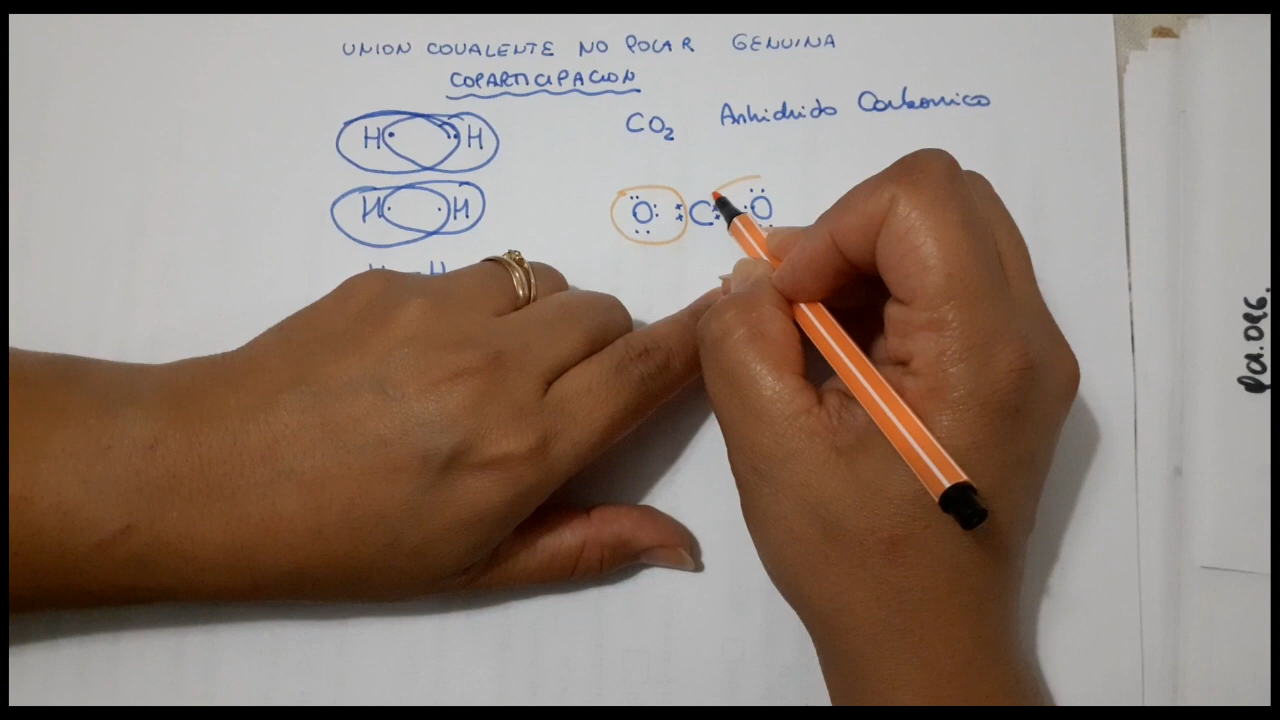 UNION COVALENTE NO POLAR GENUINA
COPARTICIPACION
CO2 Anhidrido Carbonico
H H
O C O
H H
H H